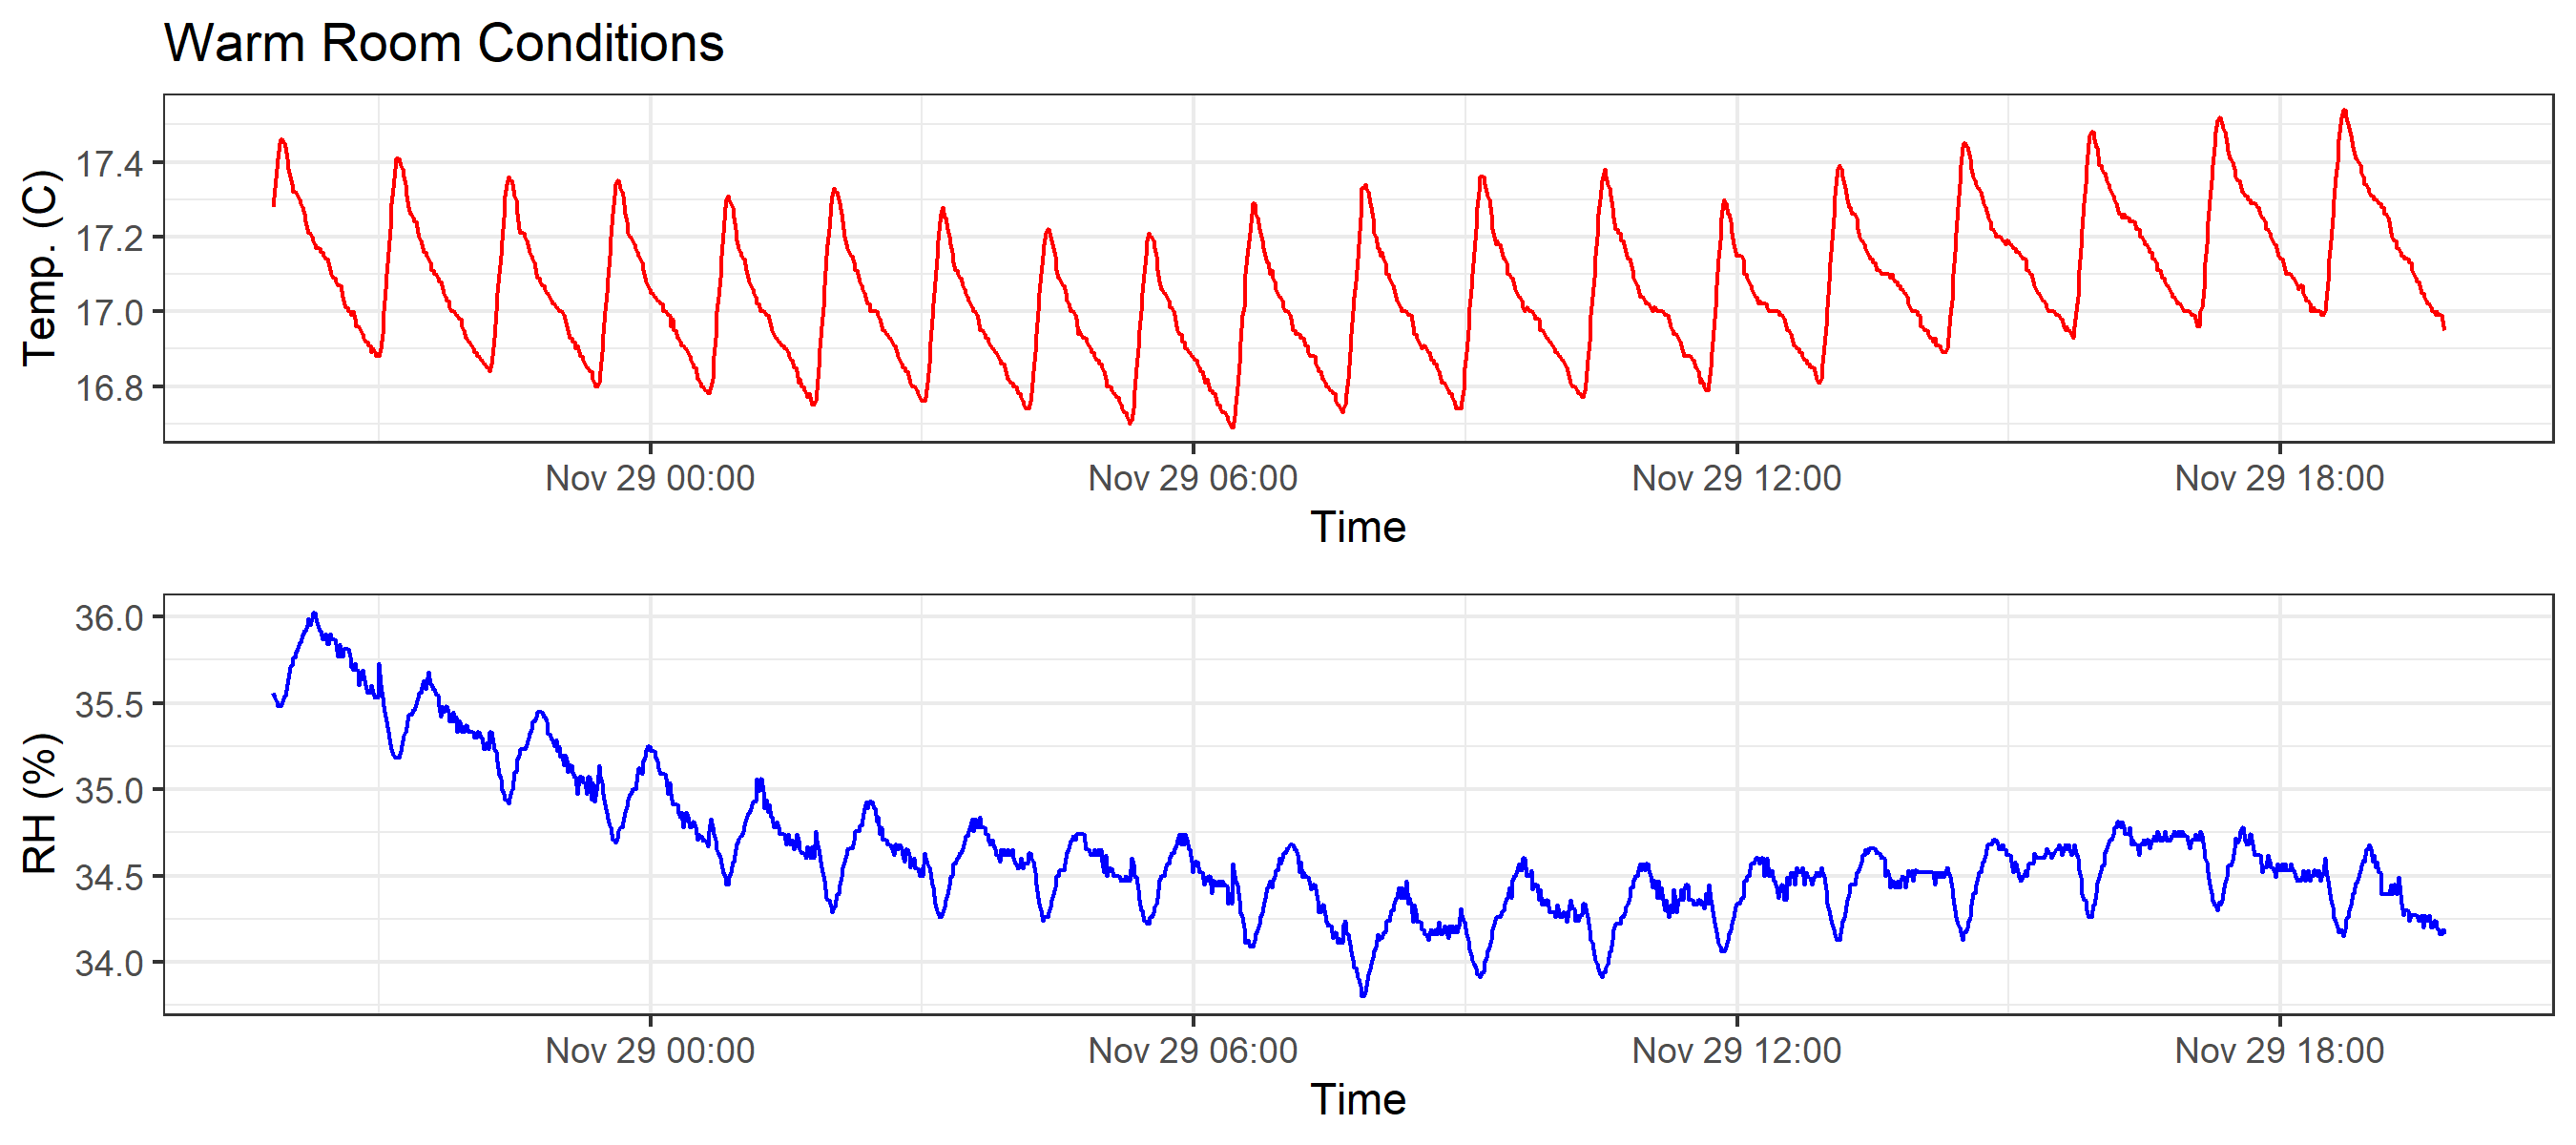 Warm Room Conditions
Temp. (C)
17.4
17.2
17.0
16.8
Nov 29 00:00 Nov 29 06:00 Nov 29 12:00 Nov 29 18:00
Time
RH (%)
36.0
35.5
35.0
34.5
34.0
Nov 29 00:00 Nov 29 06:00 Nov 29 12:00 Nov 29 18:00
Time